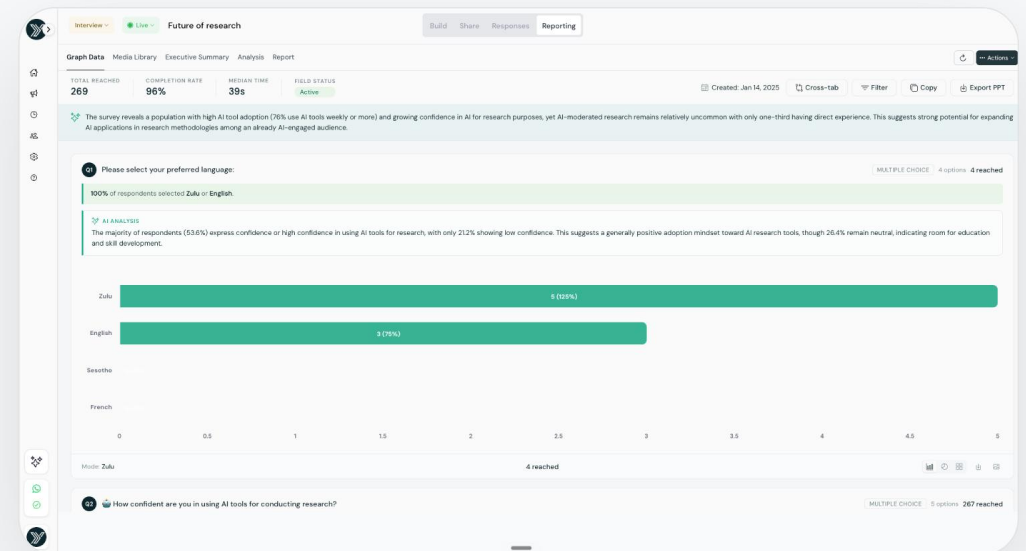 Interview
Live
Future of research
Build Share Responses Reporting
Graph Data Media Library Executive Summary Analysis Report
Actions
TOTAL REACHED
269
COMPLETION RATE
96%
MEDIAN TIME
39s
FIELD STATUS
Active
Created: Jan 14, 2025
Cross-tab
Filter
Copy
Export PPT
The survey reveals a population with high AI tool adoption (76% use AI tools weekly or more) and growing confidence in AI for research purposes, yet AI-moderated research remains relatively uncommon with only one-third having direct experience. This suggests strong potential for expanding
AI applications in research methodologies among an already AI-engaged audience.
Q1 Please select your preferred language:
MULTIPLE CHOICE 4 options 4 reached
100% of respondents selected Zulu or English.
AI ANALYSIS
The majority of respondents (53.6%) express confidence or high confidence in using AI tools for research, with only 21.2% showing low confidence. This suggests a generally positive adoption mindset toward AI research tools, though 26.4% remain neutral, indicating room for education
and skill development.
Zulu 5 (125%)
English 3 (75%)
Sesotho
French
0 0.5 1 1.5 2 2.5 3 3.5 4 4.5 5
Mode: Zulu
4 reached
Q2 How confident are you in using AI tools for conducting research?
MULTIPLE CHOICE 5 options 267 reached